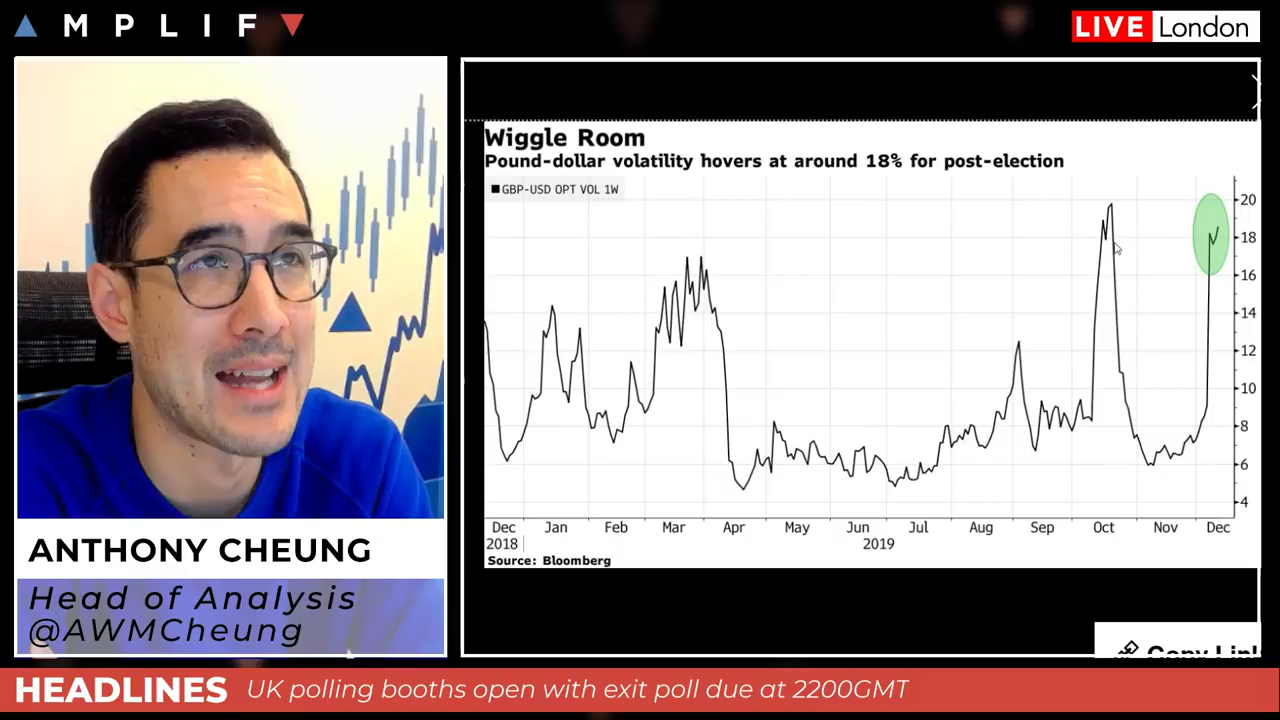 AMPLIFY
LIVE London
Wiggle Room
Pound-dollar volatility hovers at around 18% for post-election
GBP-USD OPT VOL 1W
20
18
16
14
12
10
8
6
4
Dec Jan Feb Mar Apr May Jun Jul Aug Sep Oct Nov Dec
2018 2019
Source: Bloomberg
Copy Link
ANTHONY CHEUNG
Head of Analysis
@AWMCheung
HEADLINES UK polling booths open with exit poll due at 2200GMT